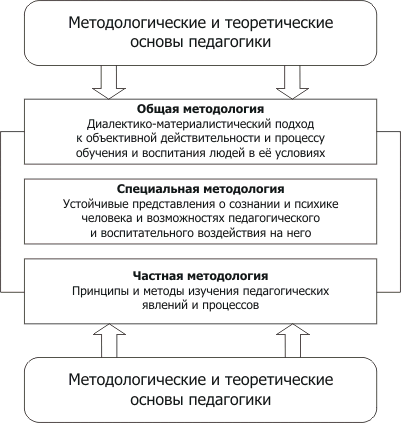 Методологические и теоретические
основы педагогики
Общая методология
Диалектико-материалистический подход
к объективной действительности и процессу
обучения и воспитания людей в её условиях
Специальная методология
Устойчивые представления о сознании и психике
человека и возможностях педагогического
и воспитательного воздействия на него
Частная методология
Принципы и методы изучения педагогических
явлений и процессов
Методологические и теоретические
основы педагогики